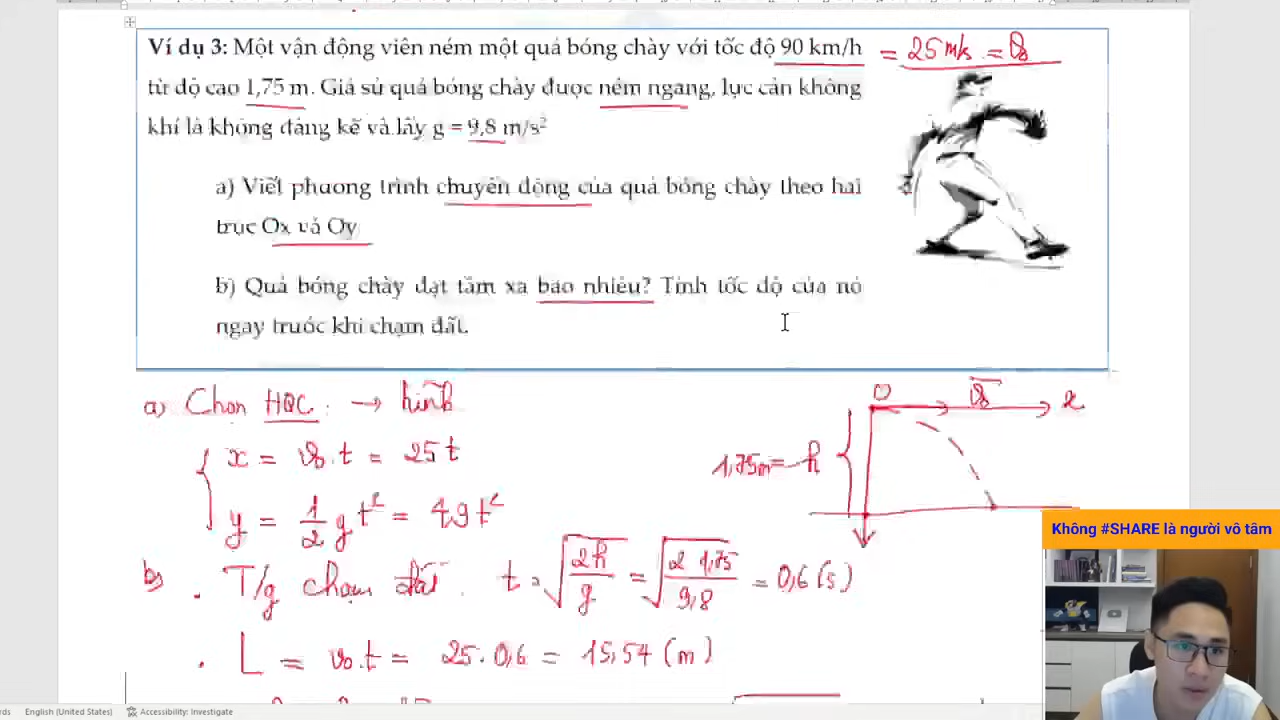 Ví dụ 3: Một vận động viên ném một quả bóng chày với tốc độ 90 km/h = 25 m/s = v₀
từ độ cao 1,75 m. Giả sử quả bóng chày được ném ngang, lực cản không
khí là không đáng kể và lấy g = 9,8 m/s²
a) Viết phương trình chuyển động của quả bóng chày theo hai
trục Ox và Oy
b) Quả bóng chày đạt tầm xa bao nhiêu? Tính tốc độ của nó
ngay trước khi chạm đất.
a) Chọn HQC : → hình
O v₀ x
x = v₀.t = 25t
1,75m = h
y = 1/2 g t² = 4,9t²
Không #SHARE là người vô tâm
b) . T/g chạm đất : t = √(2h/g) = √(2.1,75/9,8) = 0,6 (s)
. L = v₀.t = 25.0,6 = 15,54 (m)
English (United States) Accessibility: Investigate